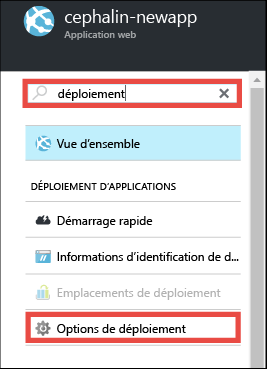 cephalin-newapp
Application web
déploiement
Vue d'ensemble
DÉPLOIEMENT D'APPLICATIONS
Démarrage rapide
Informations d'identification de d...
Emplacements de déploiement
Options de déploiement